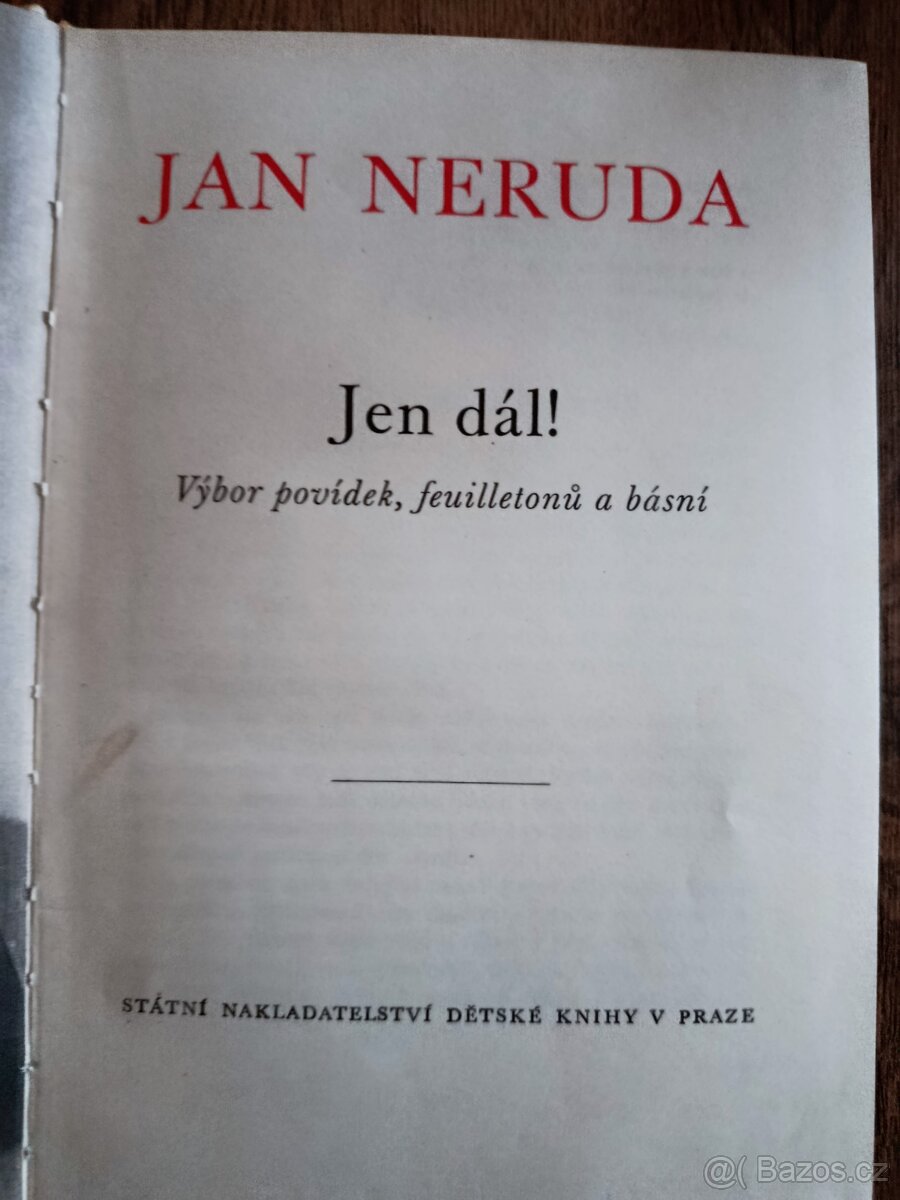 JAN NERUDA
Jen dál!
Výbor povídek, feuilletonů a básní
STÁTNÍ NAKLADATELSTVÍ DĚTSKÉ KNIHY V PRAZE
@( Bazos.cz